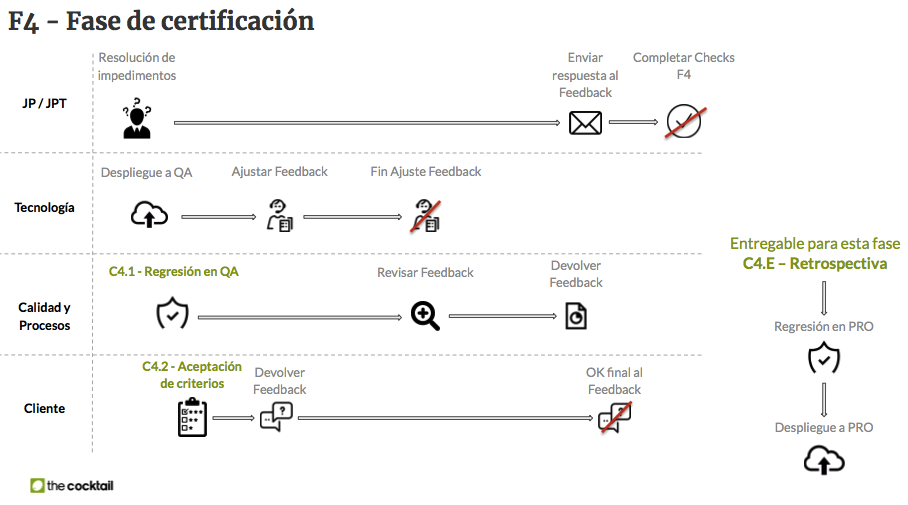 F4 - Fase de certificación
Resolución de
impedimentos
Enviar
respuesta al
Feedback
Completar Checks
F4
JP / JPT
? ? ?
Despliegue a QA
Ajustar Feedback
Fin Ajuste Feedback
Tecnología
C4.1 - Regresión en QA
Revisar Feedback
Devolver
Feedback
Calidad y
Procesos
C4.2 - Aceptación
de criterios
Devolver
Feedback
OK final al
Feedback
Cliente
?
?
Entregable para esta fase
C4.E – Retrospectiva
Regresión en PRO
Despliegue a PRO
the cocktail